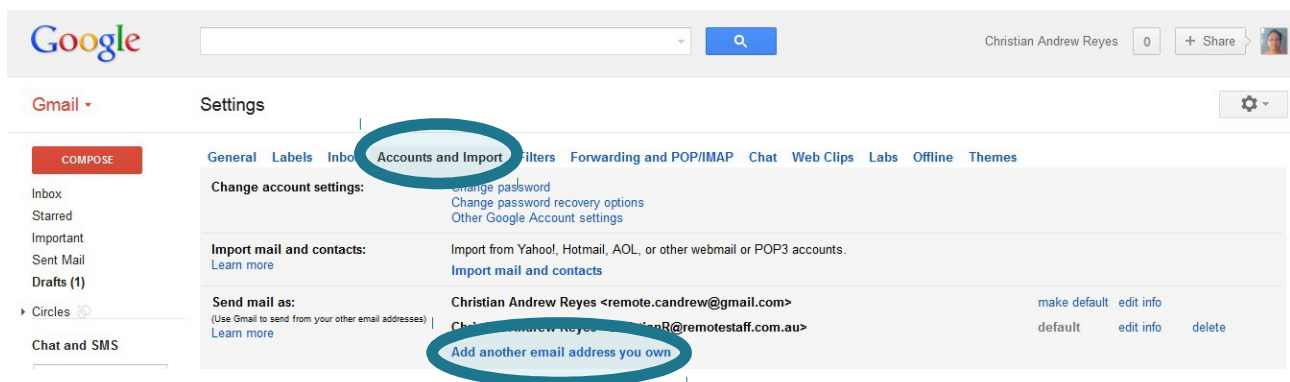 Google
Christian Andrew Reyes 0 + Share
Gmail Settings
COMPOSE
General Labels Accounts and Import Filters Forwarding and POP/IMAP Chat Web Clips Labs Offline Themes
Change account settings: Change password
Change password recovery options
Other Google Account settings
Inbox
Starred
Important
Sent Mail
Drafts (1)
Circles
Chat and SMS
Import mail and contacts: Import from Yahoo!, Hotmail, AOL, or other webmail or POP3 accounts.
Learn more
Import mail and contacts
Send mail as: Christian Andrew Reyes <remote.candrew@gmail.com> make default edit info
(Use Gmail to send from your other email addresses)
Learn more
Andrew Reyes R@remotestaff.com.au> default edit info delete
Add another email address you own